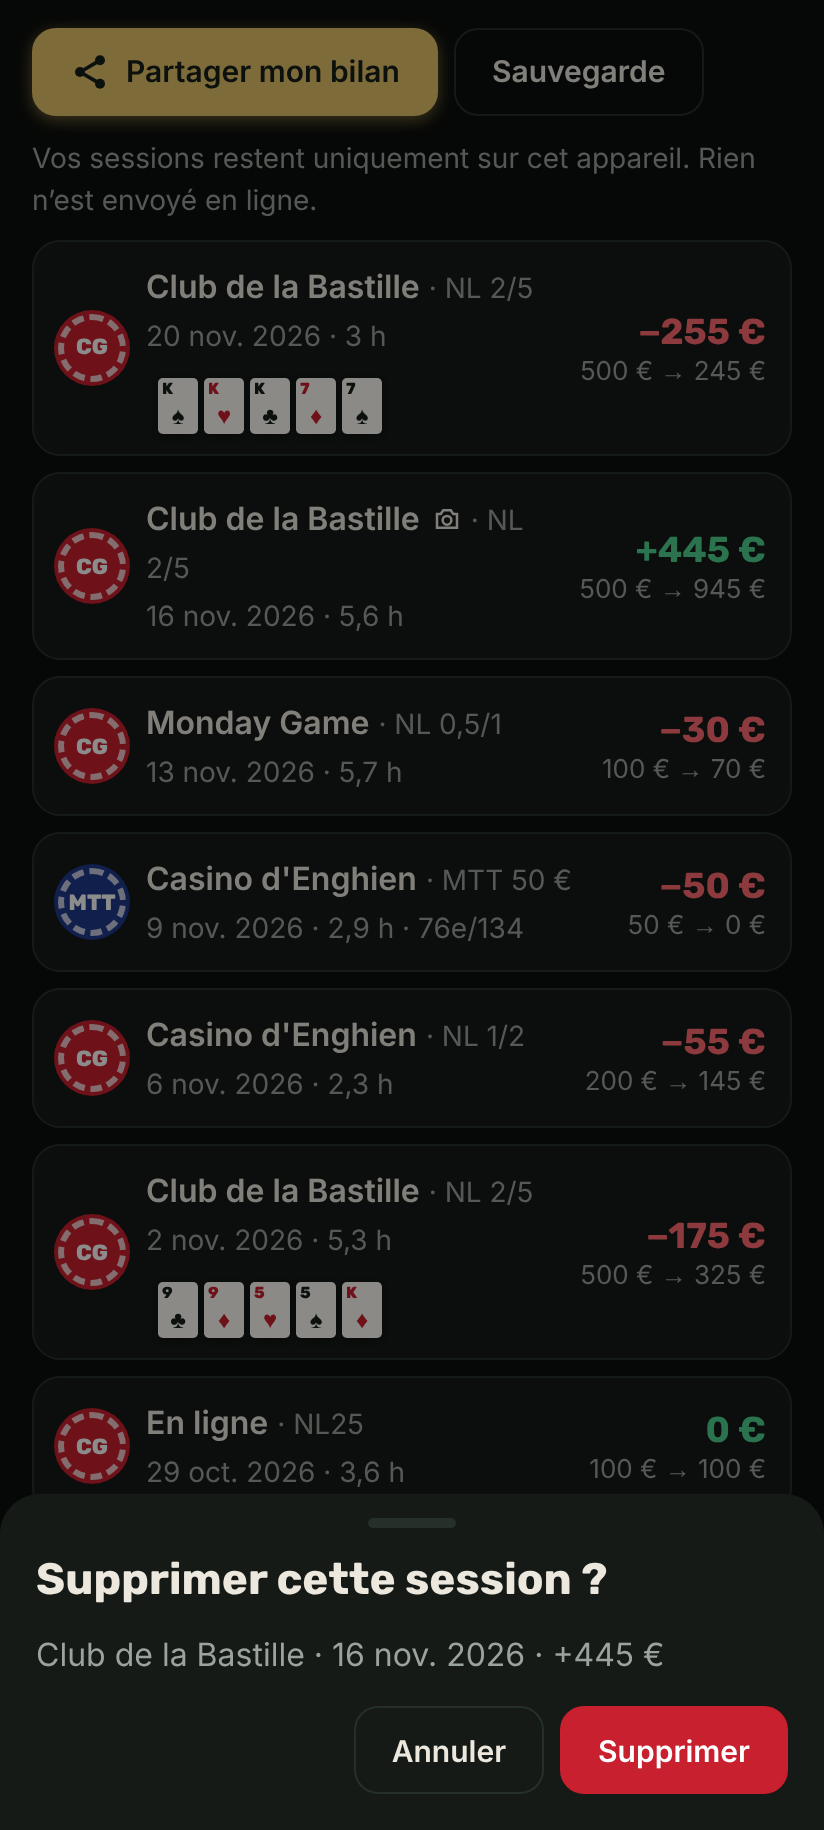 Partager mon bilan
Sauvegarde
Vos sessions restent uniquement sur cet appareil. Rien
n’est envoyé en ligne.
CG
Club de la Bastille · NL 2/5
20 nov. 2026 · 3 h
K♠ K♥ K♣ 7♦ 7♠
−255 €
500 € → 245 €
CG
Club de la Bastille · NL
2/5
16 nov. 2026 · 5,6 h
+445 €
500 € → 945 €
CG
Monday Game · NL 0,5/1
13 nov. 2026 · 5,7 h
−30 €
100 € → 70 €
MTT
Casino d'Enghien · MTT 50 €
9 nov. 2026 · 2,9 h · 76e/134
−50 €
50 € → 0 €
CG
Casino d'Enghien · NL 1/2
6 nov. 2026 · 2,3 h
−55 €
200 € → 145 €
CG
Club de la Bastille · NL 2/5
2 nov. 2026 · 5,3 h
9♣ 9♦ 5♥ 5♠ K♦
−175 €
500 € → 325 €
CG
En ligne · NL25
29 oct. 2026 · 3,6 h
0 €
100 € → 100 €
Supprimer cette session ?
Club de la Bastille · 16 nov. 2026 · +445 €
Annuler
Supprimer